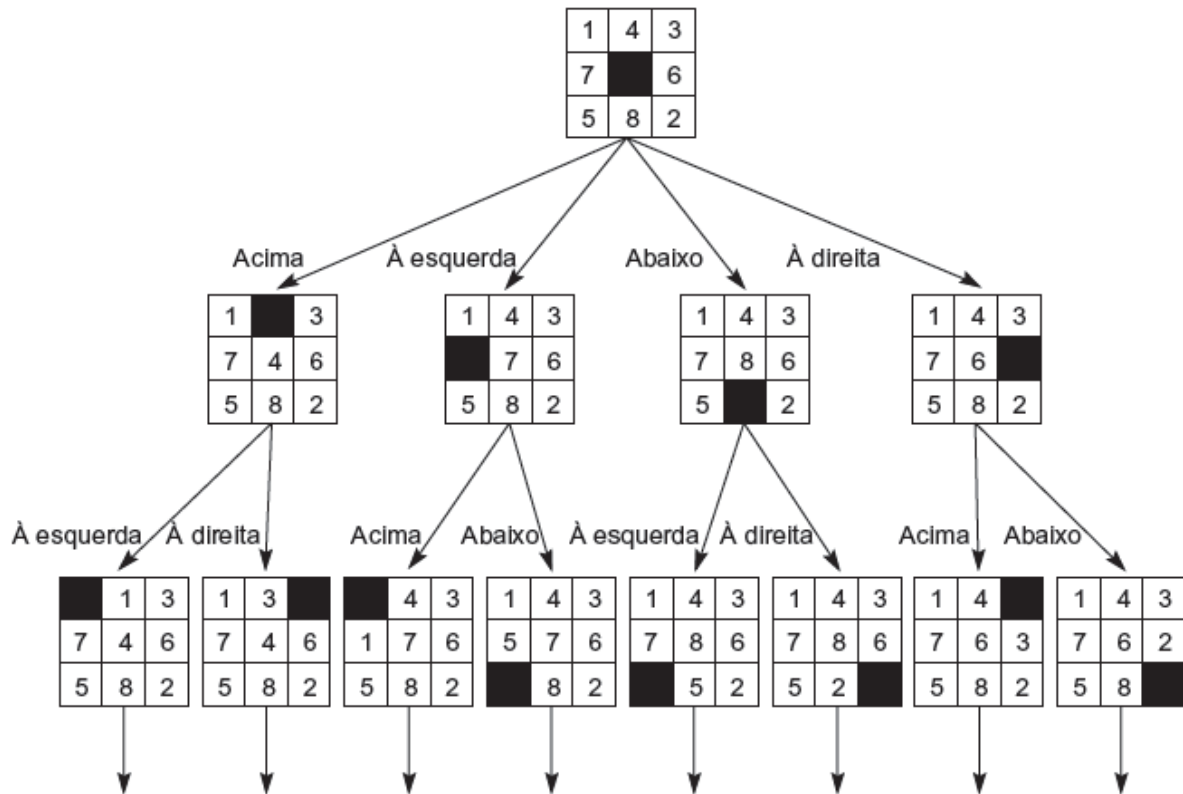 1 4 3
7 6
5 8 2
Acima À esquerda Abaixo À direita
1 3 1 4 3 1 4 3 1 4 3
7 4 6 7 6 7 8 6 7 6
5 8 2 5 8 2 5 2 5 8 2
À esquerda À direita Acima Abaixo À esquerda À direita Acima Abaixo
1 3 1 3 4 3 1 4 3 1 4 3 1 4 3 1 4 1 4 3
7 4 6 7 4 6 1 7 6 5 7 6 7 8 6 7 8 6 7 6 3 7 6 2
5 8 2 5 8 2 5 8 2 8 2 5 2 5 2 5 8 2 5 8